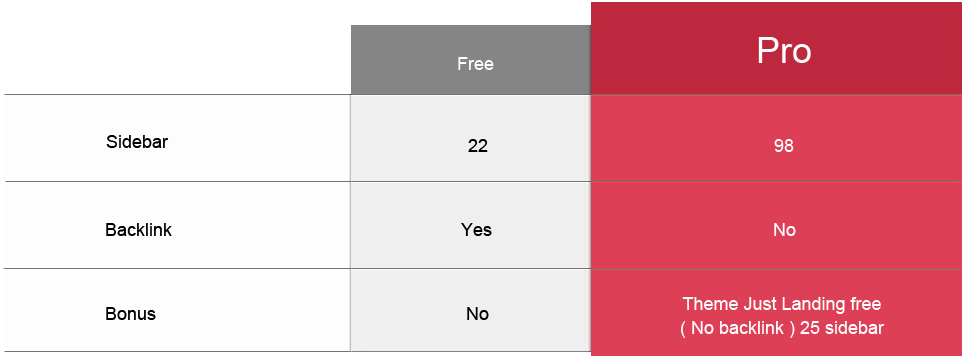 Free Pro
Sidebar 22 98
Backlink Yes No
Bonus No Theme Just Landing free
( No backlink ) 25 sidebar